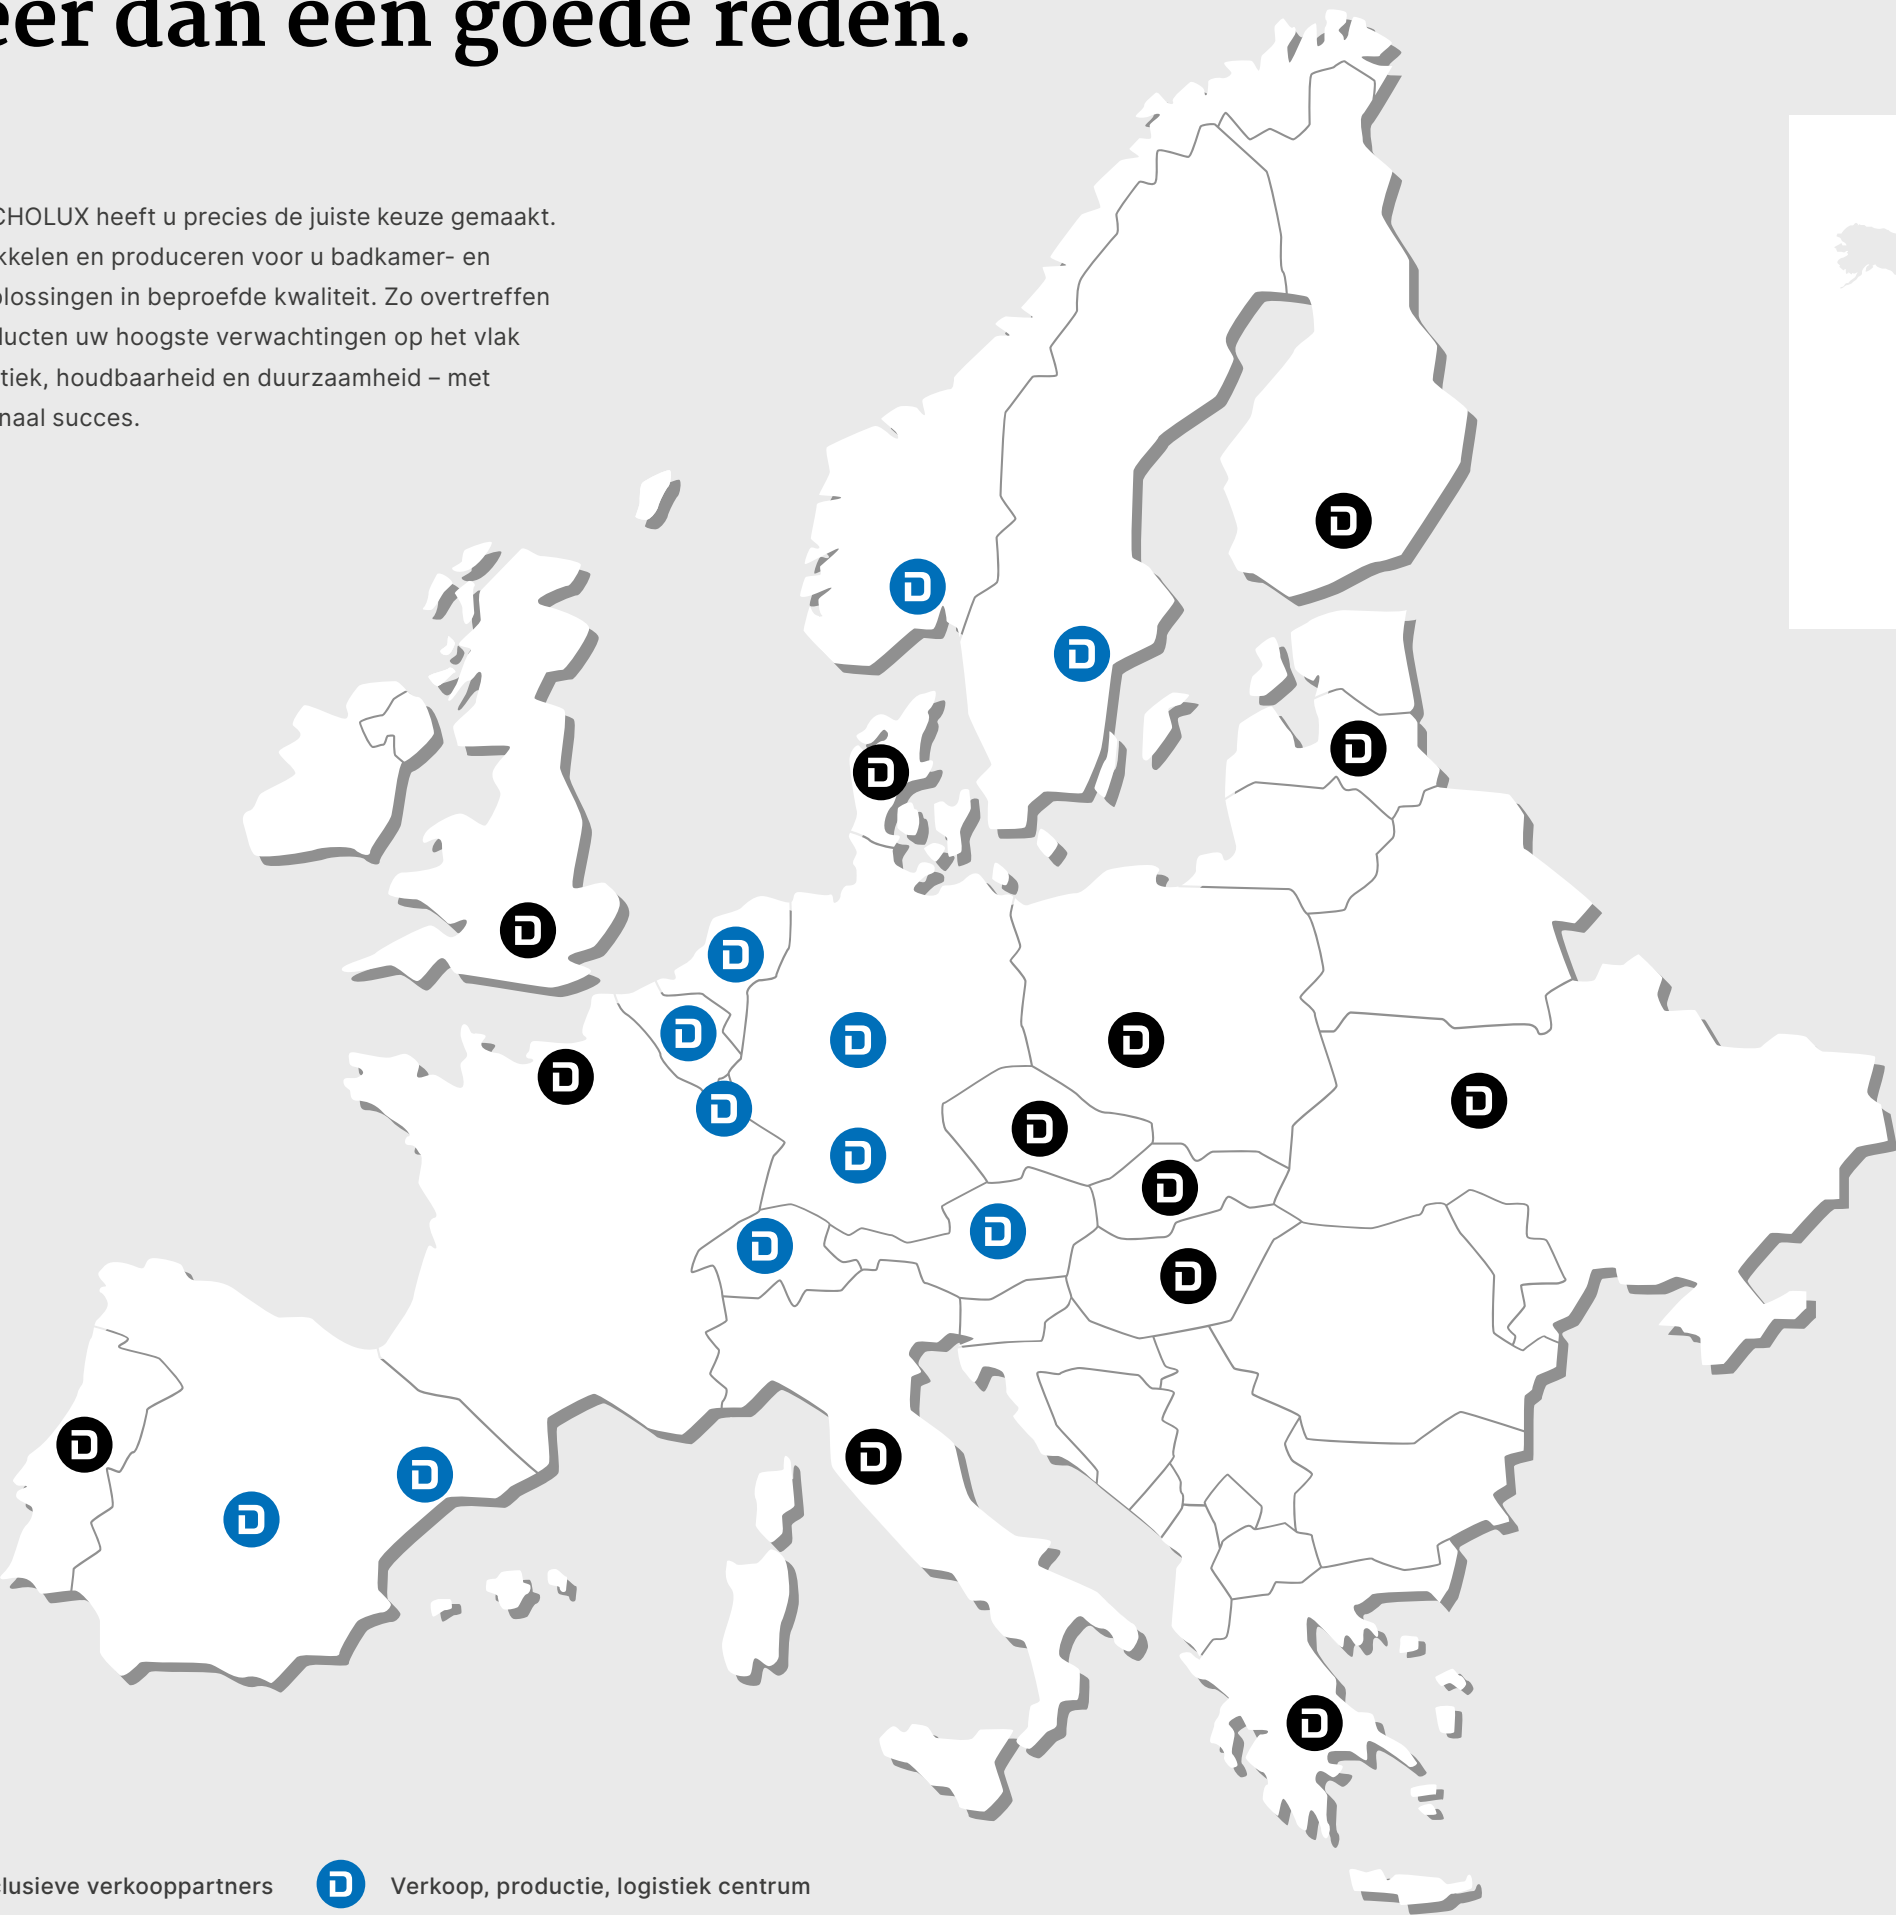 eer dan een goede reden.
CHOLUX heeft u precies de juiste keuze gemaakt.
kkelen en produceren voor u badkamer- en
plossingen in beproefde kwaliteit. Zo overtreffen
ducten uw hoogste verwachtingen op het vlak
tiek, houdbaarheid en duurzaamheid – met
naal succes.
clusieve verkooppartners
Verkoop, productie, logistiek centrum